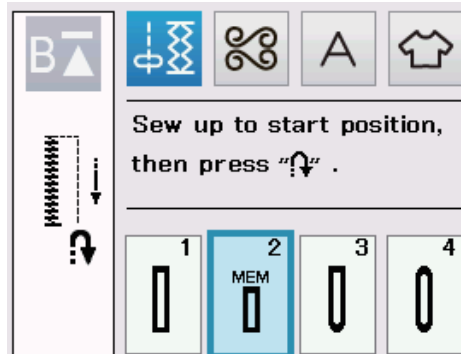 B
A
Sew up to start position,
then press “ ” .
1
2
3
4
MEM